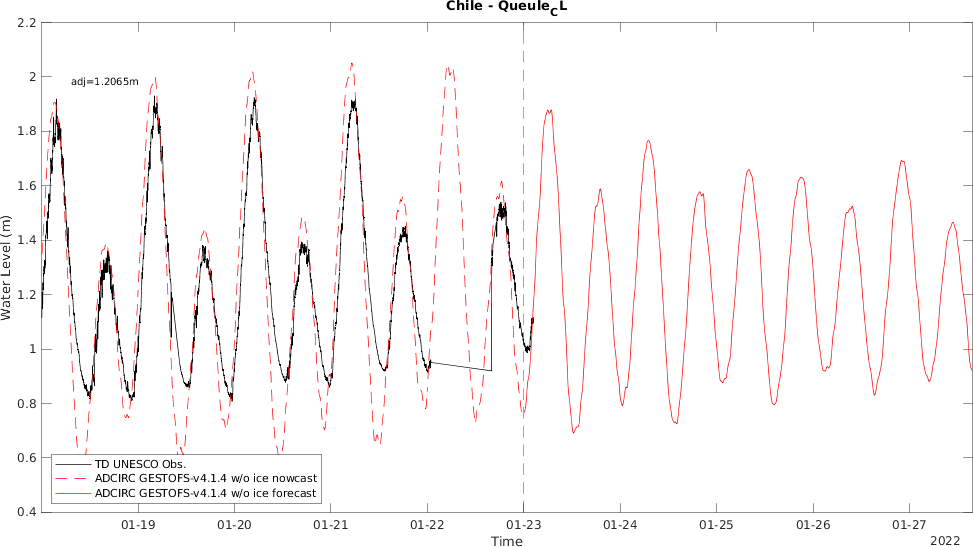 Chile - Queule_CL
2.2
2
1.8
1.6
1.4
1.2
1
0.8
0.6
0.4
Water Level (m)
adj=1.2065m
TD UNESCO Obs.
ADCIRC GESTOFS-v4.1.4 w/o ice nowcast
ADCIRC GESTOFS-v4.1.4 w/o ice forecast
01-19 01-20 01-21 01-22 01-23 01-24 01-25 01-26 01-27
Time
2022